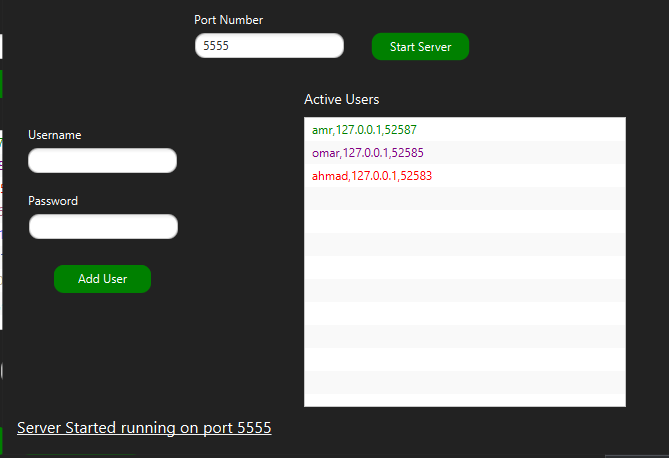 Port Number
5555
Start Server
Active Users
amr,127.0.0.1,52587
omar,127.0.0.1,52585
ahmad,127.0.0.1,52583
Username
Password
Add User
Server Started running on port 5555